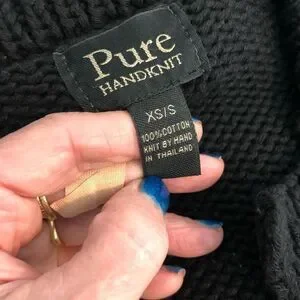 Pure
HANDKNIT
XS/S
100% COTTON
KNIT BY HAND
IN THAILAND